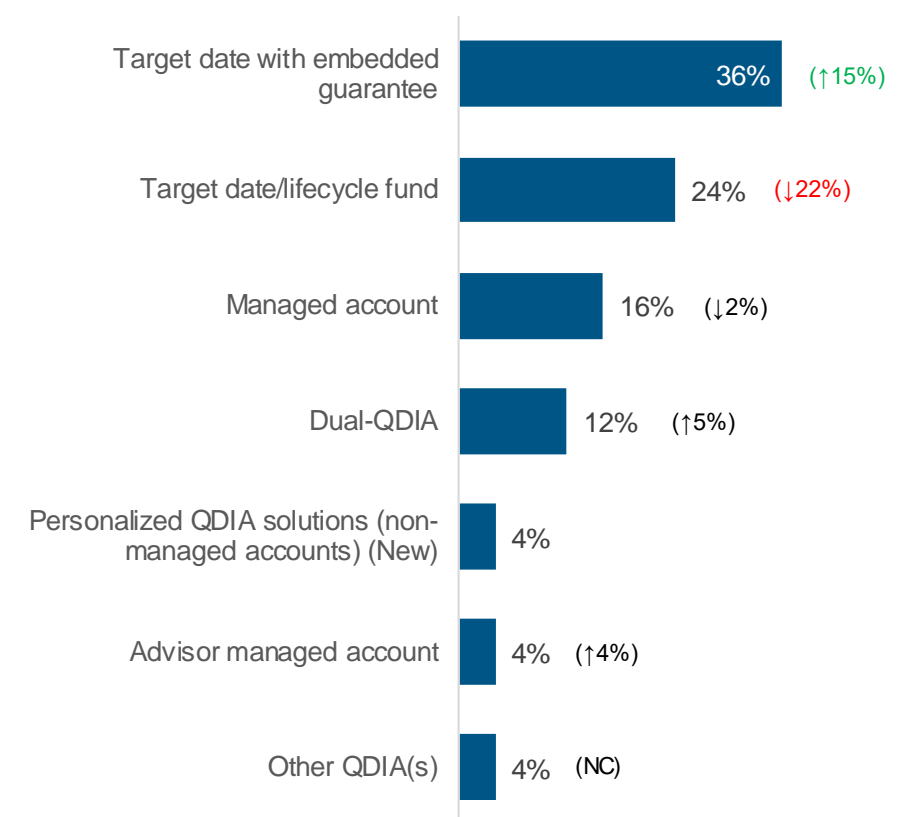 Target date with embedded
guarantee
36% (↑15%)
Target date/lifecycle fund
24% (↓22%)
Managed account
16% (↓2%)
Dual-QDIA
12% (↑5%)
Personalized QDIA solutions (non-
managed accounts) (New)
4%
Advisor managed account
4% (↑4%)
Other QDIA(s)
4% (NC)